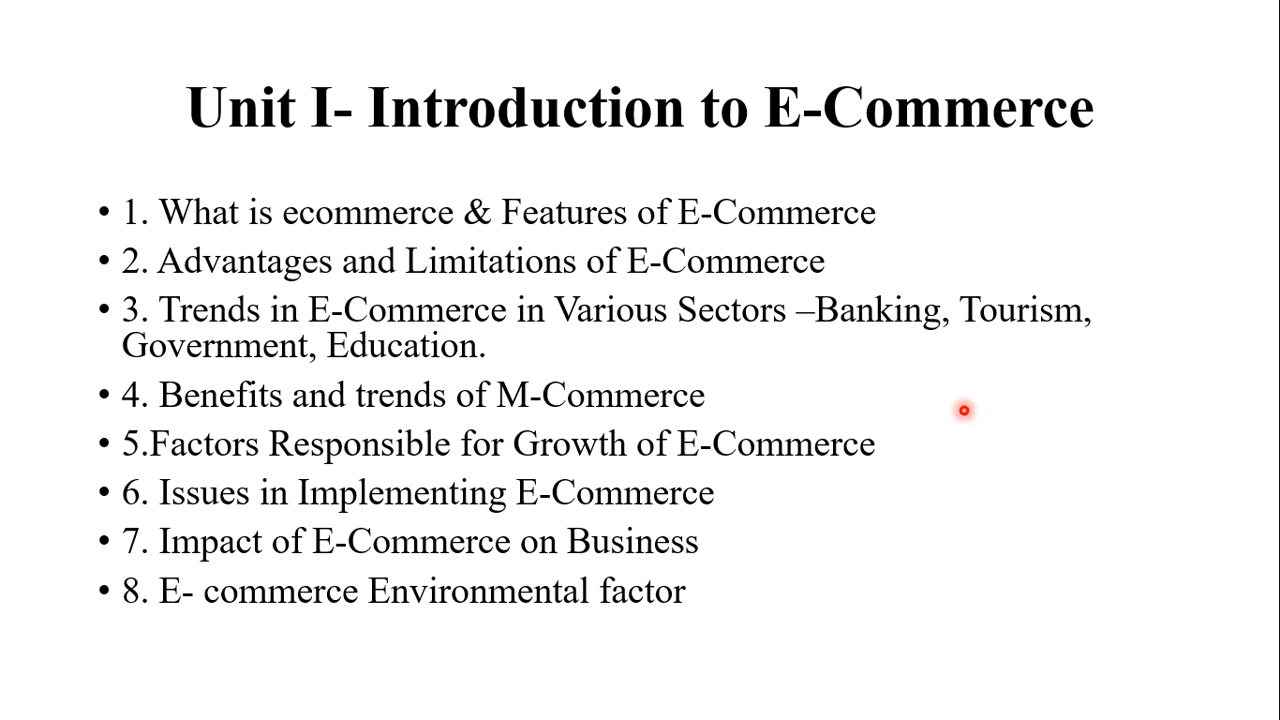 Unit I- Introduction to E-Commerce
• 1. What is ecommerce & Features of E-Commerce
• 2. Advantages and Limitations of E-Commerce
• 3. Trends in E-Commerce in Various Sectors –Banking, Tourism,
Government, Education.
• 4. Benefits and trends of M-Commerce
• 5.Factors Responsible for Growth of E-Commerce
• 6. Issues in Implementing E-Commerce
• 7. Impact of E-Commerce on Business
• 8. E- commerce Environmental factor